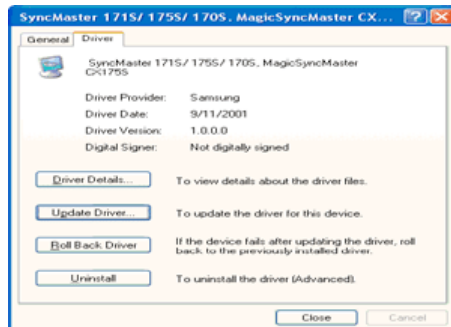 SyncMaster 171S/ 175S/ 170S, MagicSyncMaster CX...
General Driver
SyncMaster 171S/ 175S/ 170S, MagicSyncMaster
CX175S
Driver Provider: Samsung
Driver Date: 9/11/2001
Driver Version: 1.0.0.0
Digital Signer: Not digitally signed
Driver Details... To view details about the driver files.
Update Driver... To update the driver for this device.
Roll Back Driver If the device fails after updating the driver, roll
back to the previously installed driver.
Uninstall To uninstall the driver (Advanced).
Close Cancel